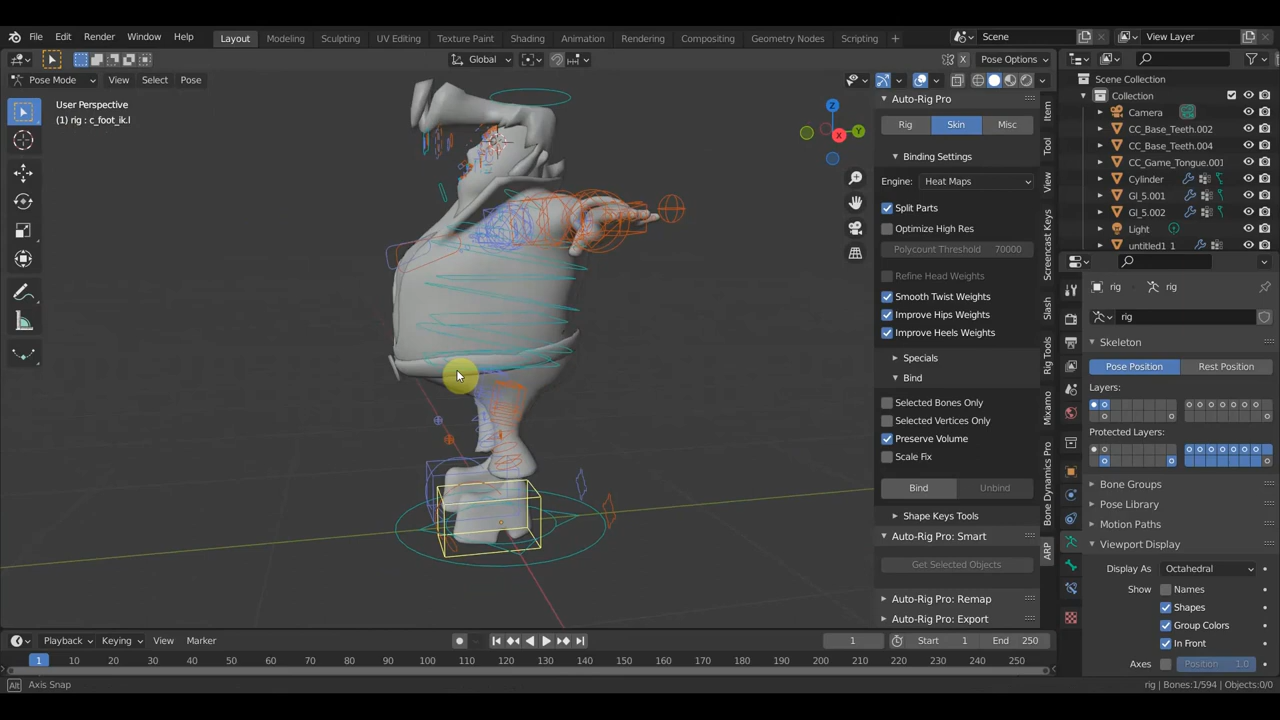 File Edit Render Window Help
Layout Modeling Sculpting UV Editing Texture Paint Shading Animation Rendering Compositing Geometry Nodes Scripting +
Scene
View Layer
Global
X
Pose Options
Pose Mode
View Select Pose
User Perspective
(1) rig : c_foot_ik.l
Z
Y
X
Auto-Rig Pro
Rig Skin Misc
Binding Settings
Engine: Heat Maps
Split Parts
Optimize High Res
Polycount Threshold 70000
Refine Head Weights
Smooth Twist Weights
Improve Hips Weights
Improve Heels Weights
Specials
Bind
Selected Bones Only
Selected Vertices Only
Preserve Volume
Scale Fix
Bind Unbind
Shape Keys Tools
Auto-Rig Pro: Smart
Get Selected Objects
Auto-Rig Pro: Remap
Auto-Rig Pro: Export
Item
Tool
View
Screencast Keys
Slash
Rig Tools
Mixamo
Bone Dynamics Pro
ARP
Scene Collection
Collection
Camera
CC_Base_Teeth.002
CC_Base_Teeth.004
CC_Game_Tongue.001
Cylinder
GI_5.001
GI_5.002
Light
untitled1 1
rig rig
rig
Skeleton
Pose Position Rest Position
Layers:
Protected Layers:
Bone Groups
Pose Library
Motion Paths
Viewport Display
Display As Octahedral
Show Names
Shapes
Group Colors
In Front
Axes Position 1.0
Playback Keying View Marker
1 Start 1 End 250
1 10 20 30 40 50 60 70 80 90 100 110 120 130 140 150 160 170 180 190 200 210 220 230 240 250
Alt Axis Snap
rig | Bones:1/594 | Objects:0/0